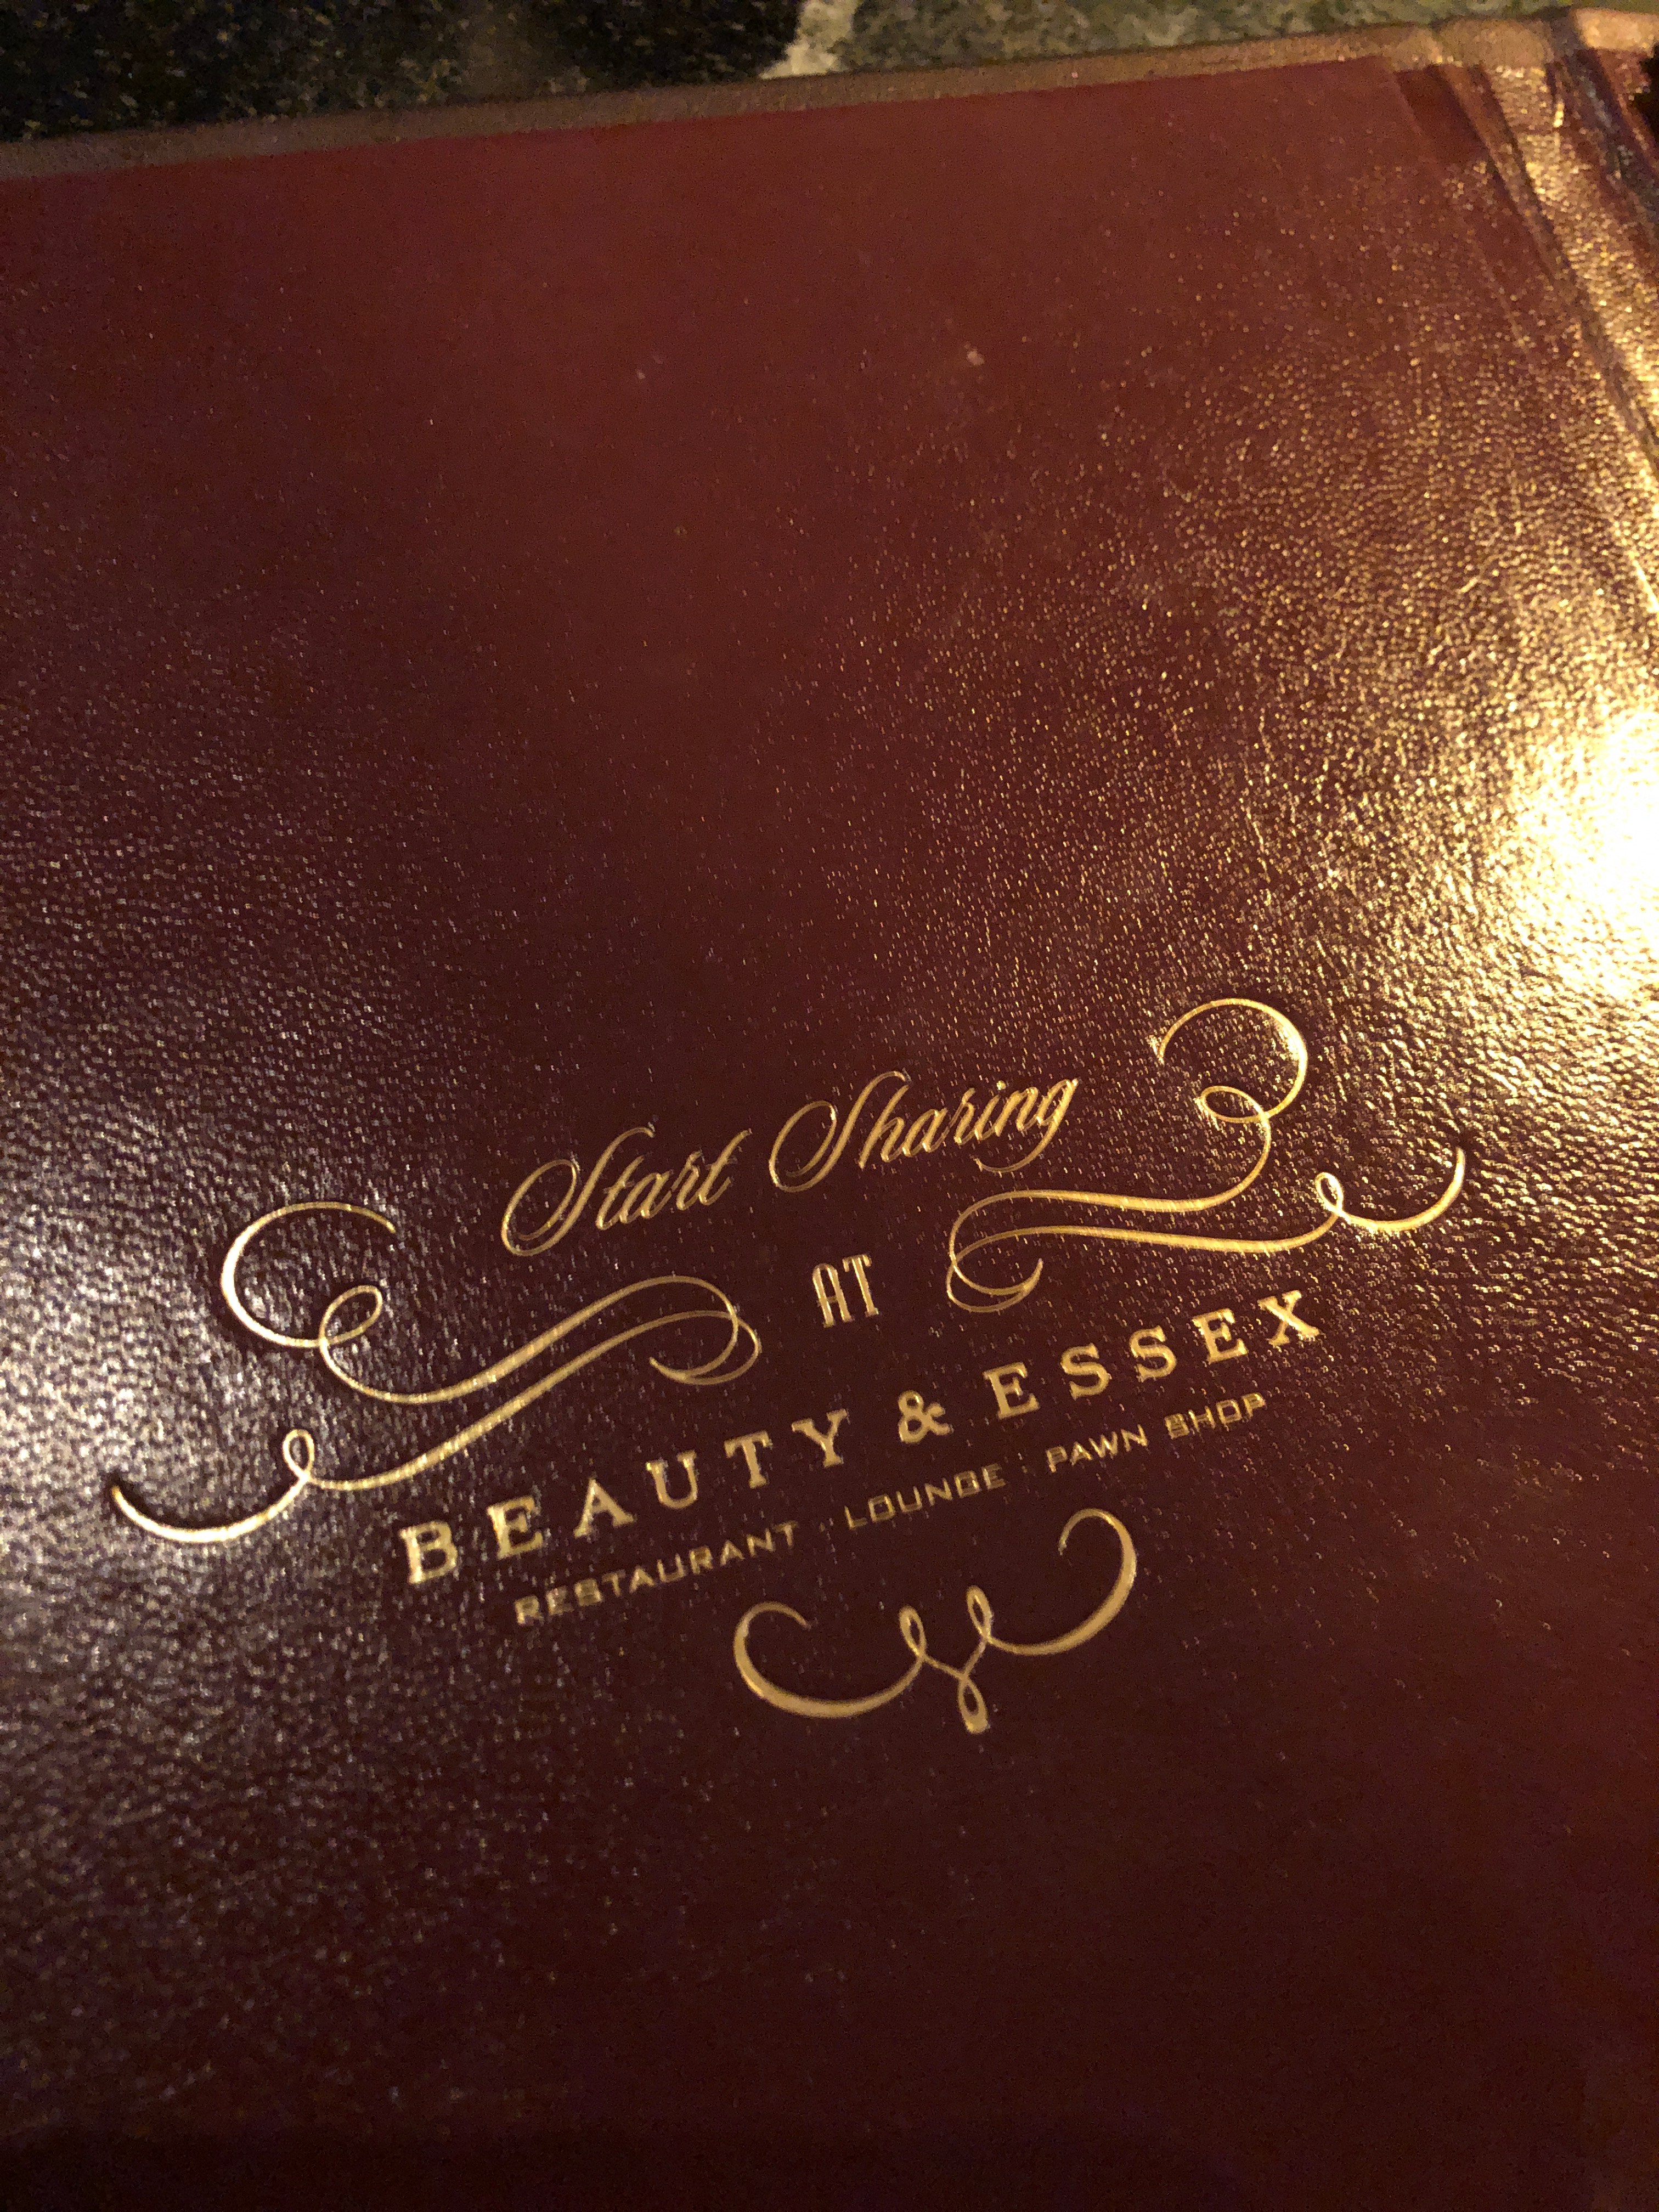 Start Sharing
AT
BEAUTY & ESSEX
RESTAURANT · LOUNGE · PAWN SHOP